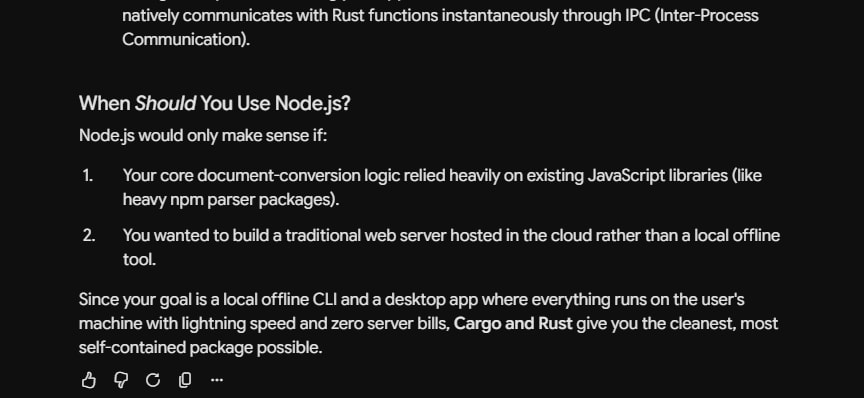 natively communicates with Rust functions instantaneously through IPC (Inter-Process
Communication).
When Should You Use Node.js?
Node.js would only make sense if:
1. Your core document-conversion logic relied heavily on existing JavaScript libraries (like
heavy npm parser packages).
2. You wanted to build a traditional web server hosted in the cloud rather than a local offline
tool.
Since your goal is a local offline CLI and a desktop app where everything runs on the user's
machine with lightning speed and zero server bills, Cargo and Rust give you the cleanest, most
self-contained package possible.